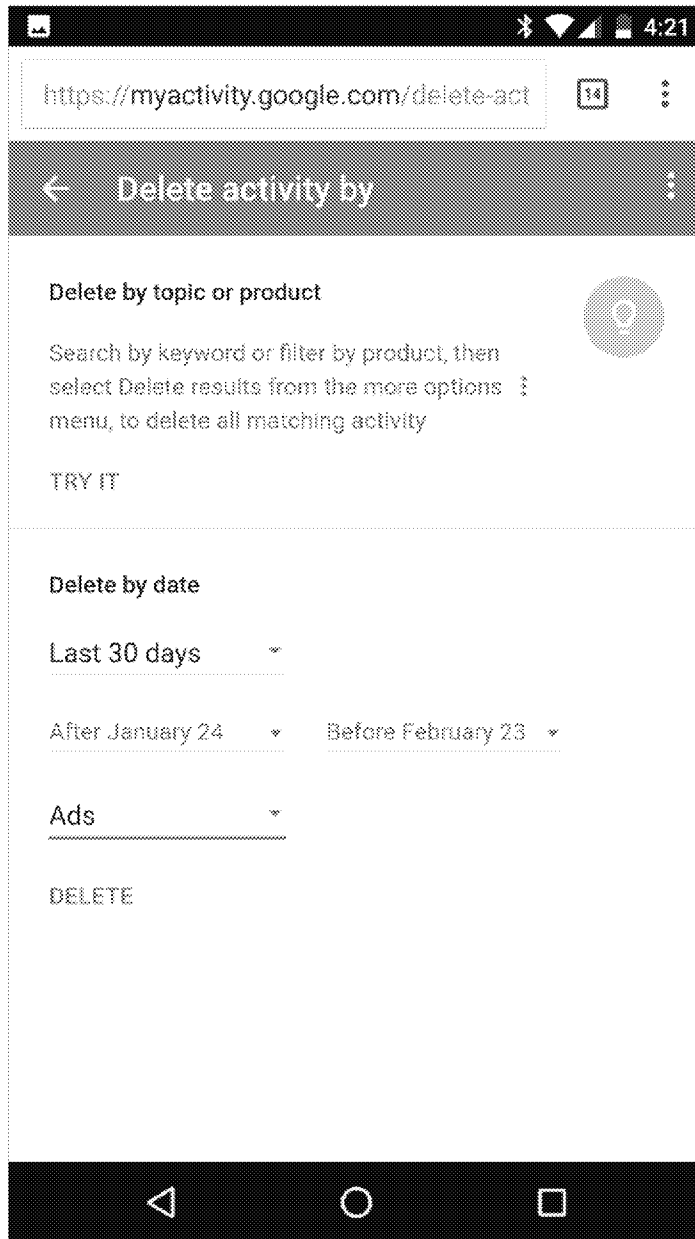 4:21
https://myactivity.google.com/delete-act
14
Delete activity by
Delete by topic or product
Search by keyword or filter by product, then
select Delete results from the more options
menu, to delete all matching activity
TRY IT
Delete by date
Last 30 days
After January 24 Before February 23
Ads
DELETE